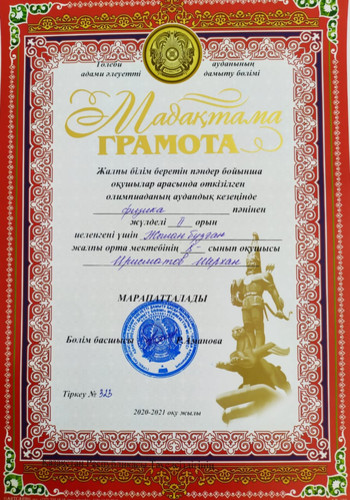 Төлеби ауданының
адами әлеуетті дамыту бөлімі
Мадақтама
ГРАМОТА
Жалпы білім беретін пәндер бойынша
оқушылар арасында өткізілген
олимпиаданың аудандық кезеңінде
физика пәнінен
жүлделі II орын
иеленгені үшін
жалпы орта мектебінің сынып оқушысы
МАРАПАТТАЛАДЫ
Бөлім басшысы Р.Аманова
Тіркеу № 323
2020-2021 оқу жылы